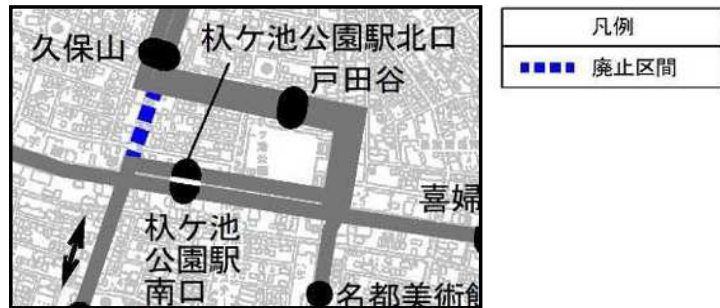 久保山
杁ケ池公園駅北口
戸田谷
杁ケ池
公園駅
南口
喜婦
名都美術館
凡例
廃止区間